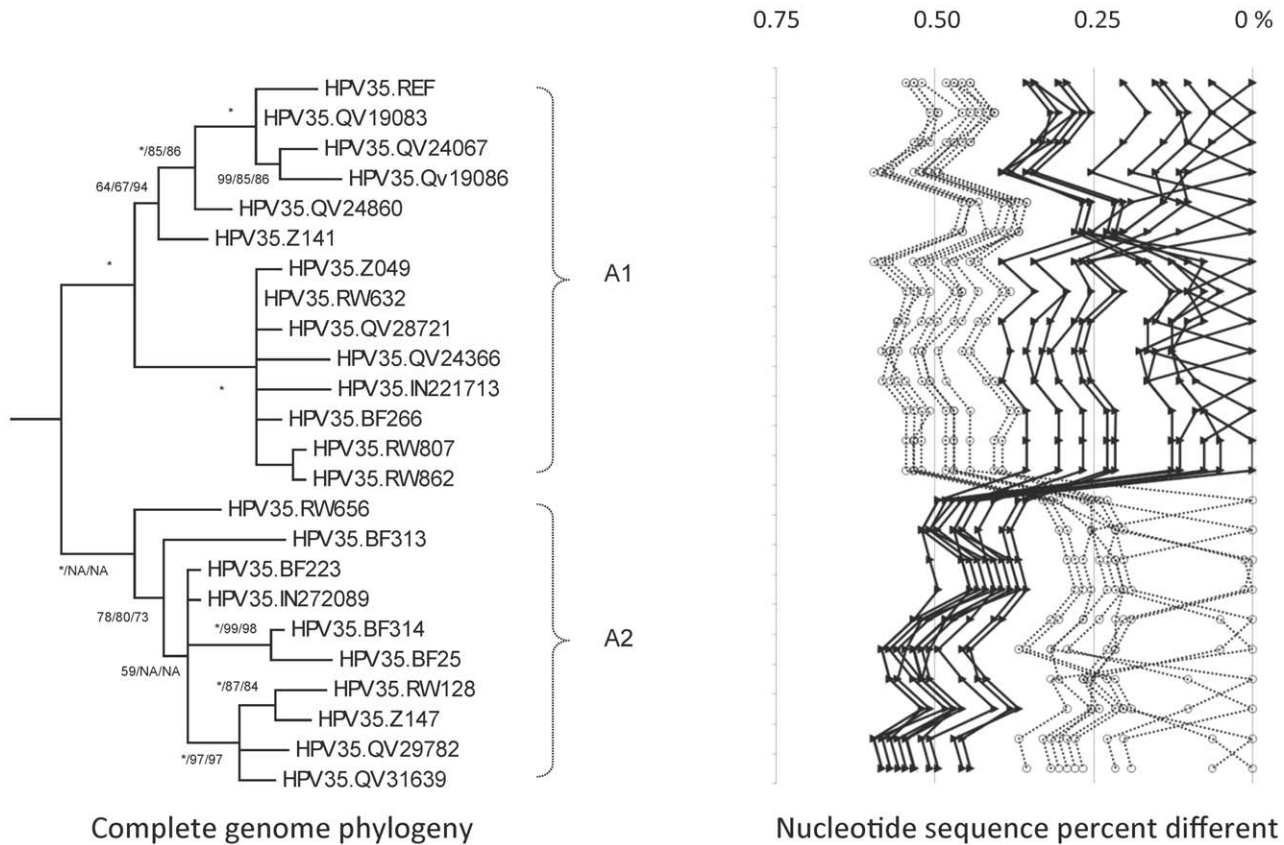 0.75 0.50 0.25 0 %
HPV35.REF
*
HPV35.QV19083
*/85/86
HPV35.QV24067
99/85/86
HPV35.Qv19086
64/67/94
HPV35.QV24860
HPV35.Z141
*
HPV35.Z049
A1
HPV35.RW632
HPV35.QV28721
HPV35.QV24366
*
HPV35.IN221713
HPV35.BF266
HPV35.RW807
HPV35.RW862
HPV35.RW656
HPV35.BF313
*/NA/NA
HPV35.BF223
HPV35.IN272089
78/80/73
*/99/98
HPV35.BF314
A2
HPV35.BF25
59/NA/NA
*/87/84
HPV35.RW128
HPV35.Z147
HPV35.QV29782
*/97/97
HPV35.QV31639
Complete genome phylogeny
Nucleotide sequence percent different